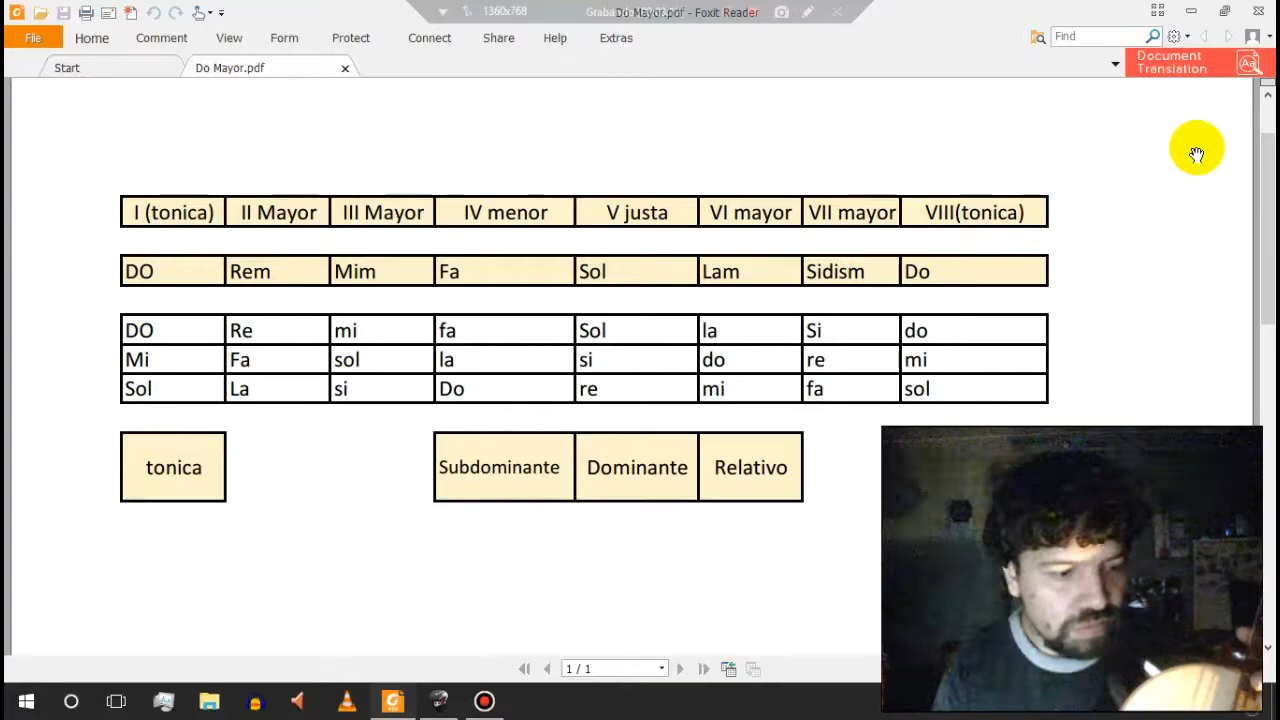 1360x768 Graba Do Mayor.pdf - Foxit Reader
File Home Comment View Form Protect Connect Share Help Extras Find
Start Do Mayor.pdf Document
Translation
I (tonica) II Mayor III Mayor IV menor V justa VI mayor VII mayor VIII(tonica)
DO Rem Mim Fa Sol Lam Sidism Do
DO Re mi fa Sol la Si do
Mi Fa sol la si do re mi
Sol La si Do re mi fa sol
tonica Subdominante Dominante Relativo
1 / 1